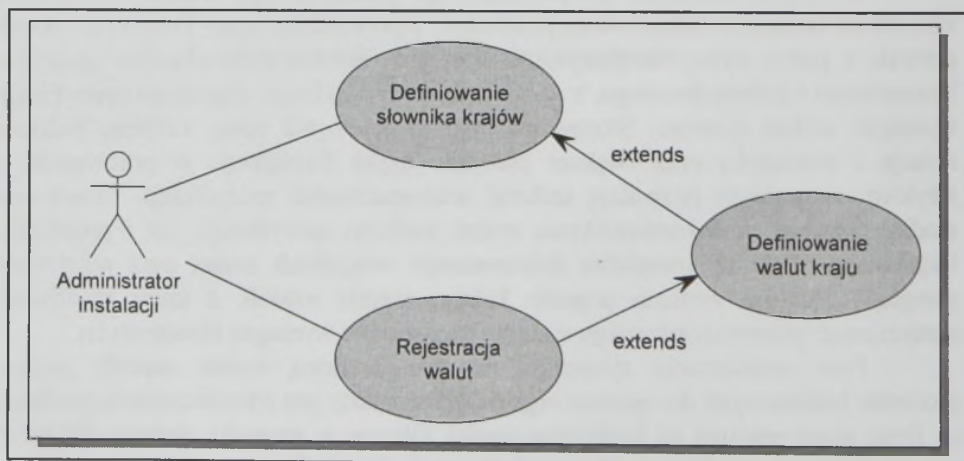 Definiowanie
słownika krajów
extends
Definiowanie
walut kraju
Administrator
instalacji
extends
Rejestracja
walut